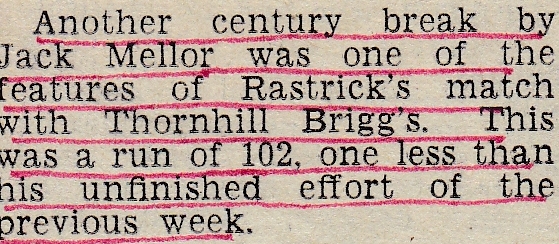 Another century break by
Jack Mellor was one of the
features of Rastrick's match
with Thornhill Brigg's. This
was a run of 102, one less than
his unfinished effort of the
previous week.